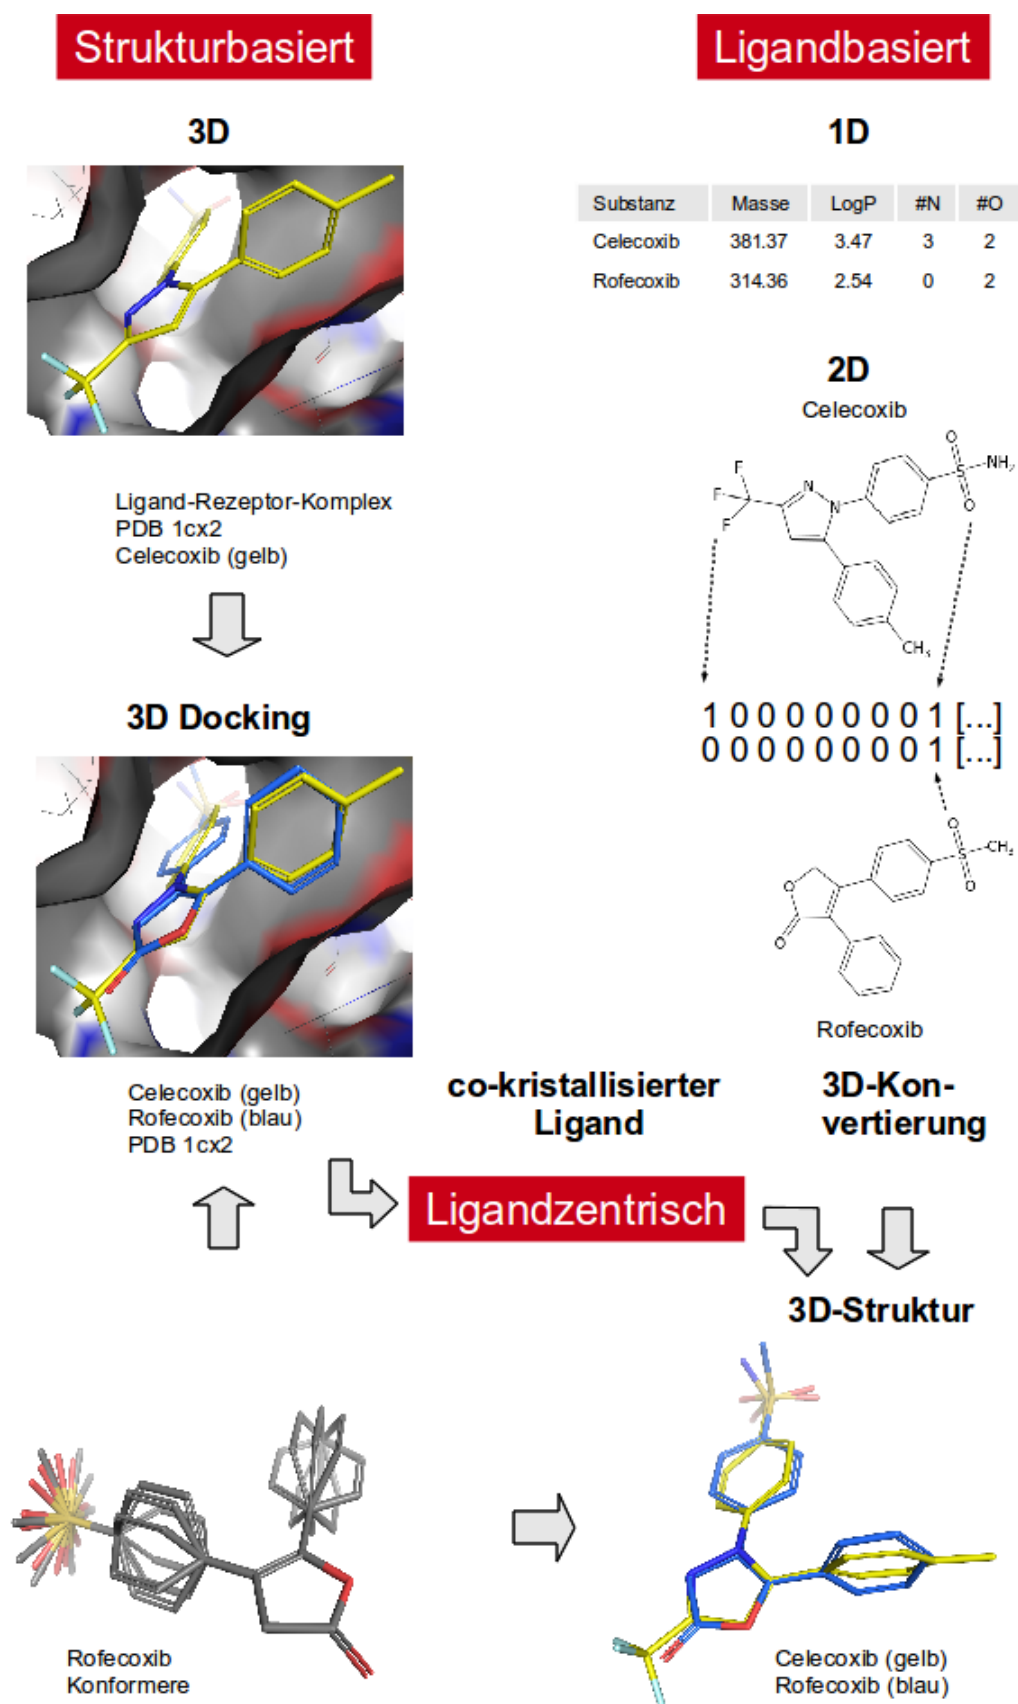 Strukturbasiert
3D
Ligand-Rezeptor-Komplex
PDB 1cx2
Celecoxib (gelb)
3D Docking
Celecoxib (gelb)
Rofecoxib (blau)
PDB 1cx2
Ligandbasiert
1D
Substanz Masse LogP #N #O
Celecoxib 381.37 3.47 3 2
Rofecoxib 314.36 2.54 0 2
2D
Celecoxib
O
S
NH₂
O
F
F
F
N
N
CH₃
1 0 0 0 0 0 0 0 1 [...]
0 0 0 0 0 0 0 0 1 [...]
O
S
CH₃
O
O
O
Rofecoxib
co-kristallisierter
Ligand
3D-Kon-
vertierung
Ligandzentrisch
3D-Struktur
Rofecoxib
Konformere
Celecoxib (gelb)
Rofecoxib (blau)